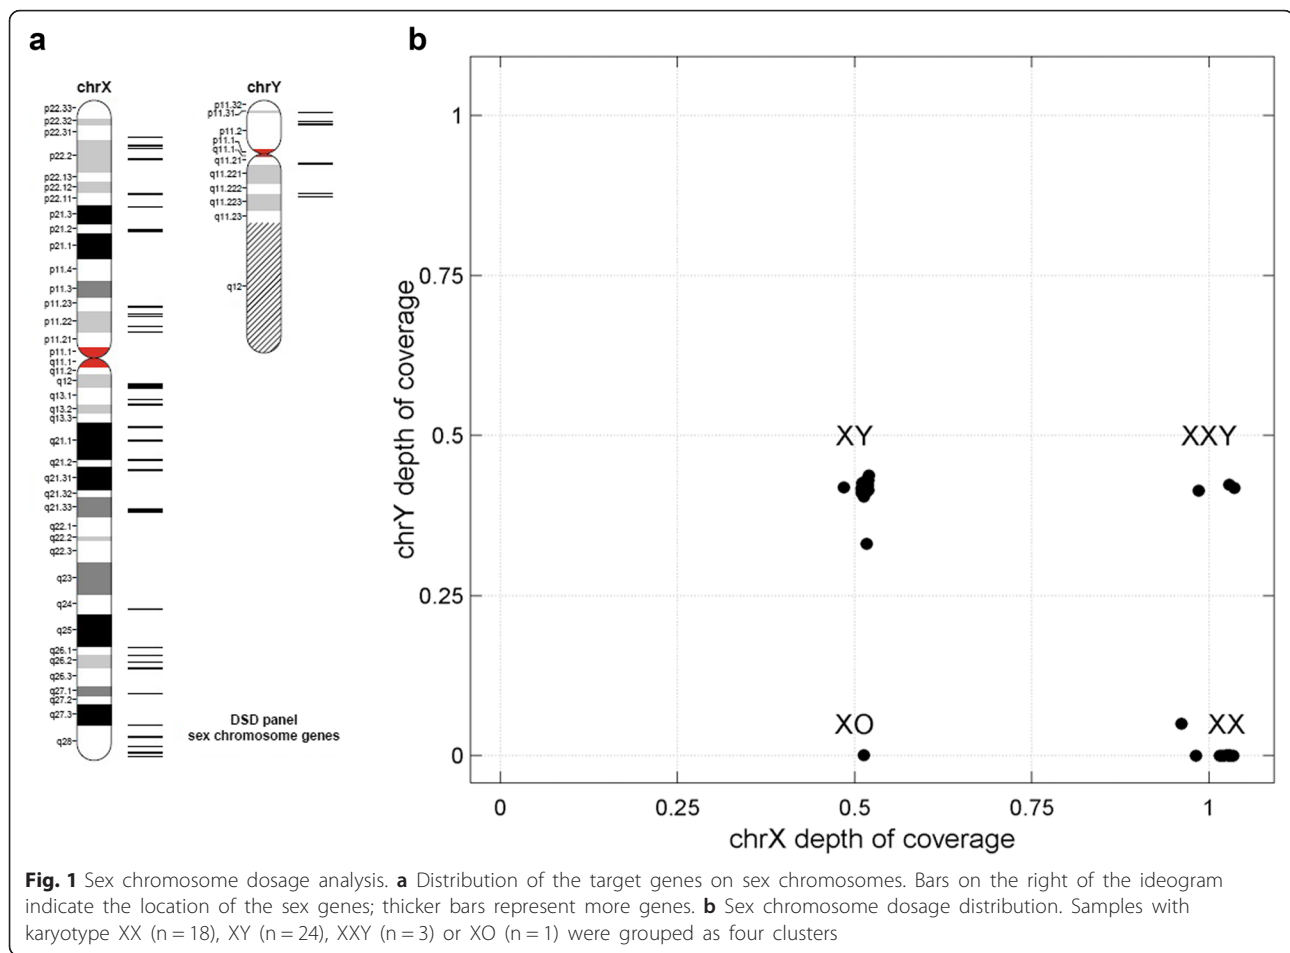 a
chrX
p22.33
p22.32
p22.31
p22.2
p22.13
p22.12
p22.11
p21.3
p21.2
p21.1
p11.4
p11.3
p11.23
p11.22
p11.21
p11.1
q11.1
q11.2
q12
q13.1
q13.2
q13.3
q21.1
q21.2
q21.31
q21.32
q21.33
q22.1
q22.2
q22.3
q23
q24
q25
q26.1
q26.2
q26.3
q27.1
q27.2
q27.3
q28
chrY
p11.32
p11.31
p11.2
p11.1
q11.1
q11.21
q11.221
q11.222
q11.223
q11.23
q12
DSD panel
sex chromosome genes
b
chrY depth of coverage
1
0.75
0.5
0.25
0
XY
XXY
XO
XX
0 0.25 0.5 0.75 1
chrX depth of coverage
Fig. 1 Sex chromosome dosage analysis. a Distribution of the target genes on sex chromosomes. Bars on the right of the ideogram
indicate the location of the sex genes; thicker bars represent more genes. b Sex chromosome dosage distribution. Samples with
karyotype XX (n = 18), XY (n = 24), XXY (n = 3) or XO (n = 1) were grouped as four clusters